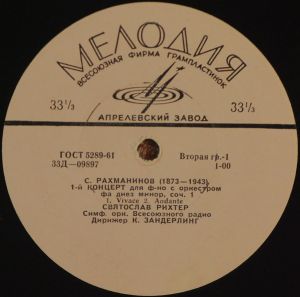 МЕЛОДИЯ
ВСЕСОЮЗНАЯ ФИРМА ГРАМПЛАСТИНОК
33⅓ 33⅓
АПРЕЛЕВСКИЙ ЗАВОД
ГОСТ 5289-61 Вторая гр.-1
33Д—09897 1-00
С. РАХМАНИНОВ (1873—1943)
1-й КОНЦЕРТ для ф-но с оркестром
фа диез минор, соч. 1
1. Vivace 2. Andante
СВЯТОСЛАВ РИХТЕР
Симф. орк. Всесоюзного радио
Дирижер К. ЗАНДЕРЛИНГ